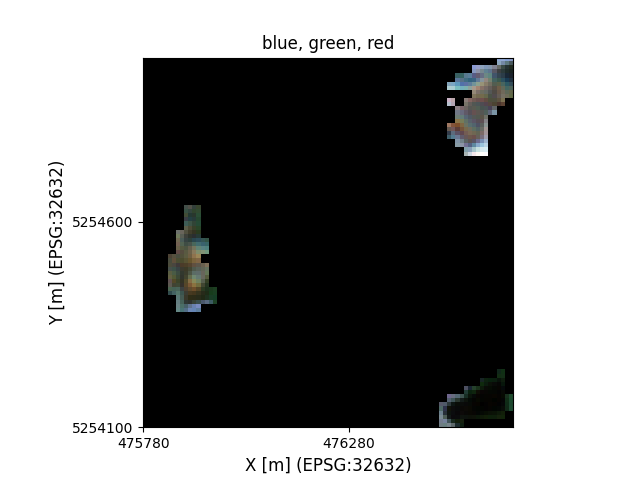 blue, green, red
Y [m] (EPSG:32632)
5254600
5254100
475780
476280
X [m] (EPSG:32632)